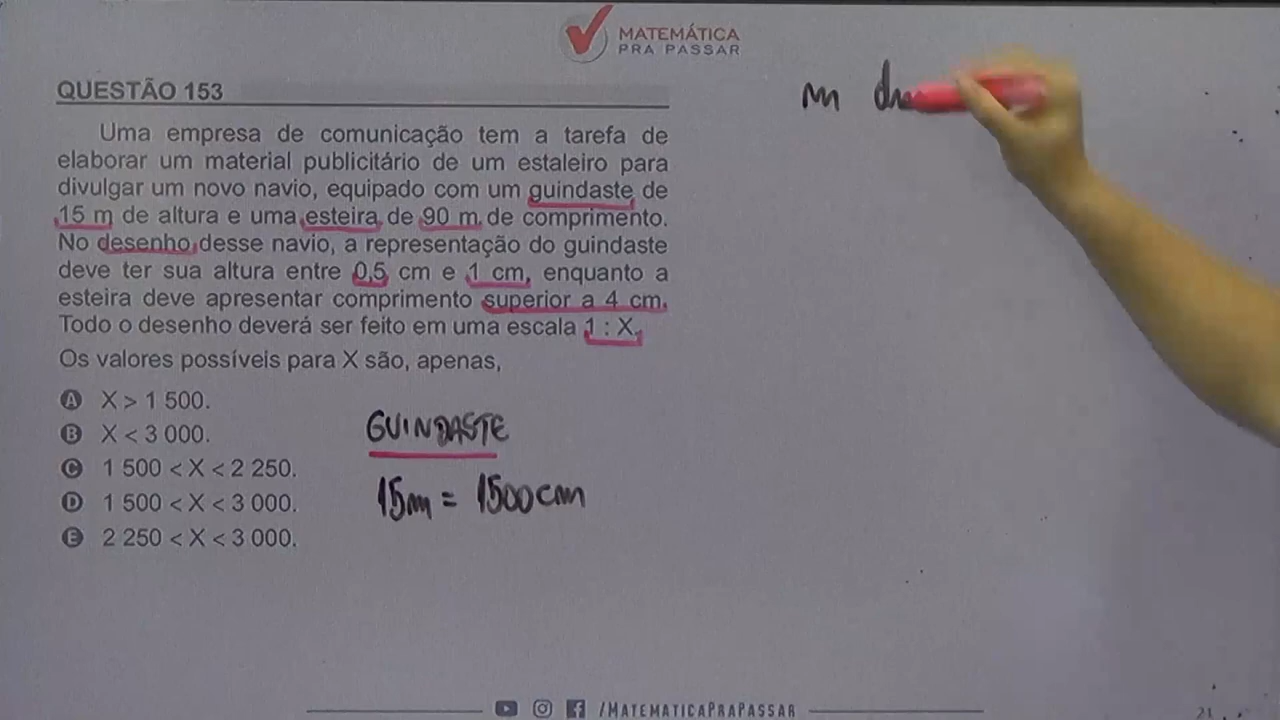 MATEMÁTICA
PRA PASSAR
QUESTÃO 153
Uma empresa de comunicação tem a tarefa de
elaborar um material publicitário de um estaleiro para
divulgar um novo navio, equipado com um guindaste de
15 m de altura e uma esteira de 90 m de comprimento.
No desenho desse navio, a representação do guindaste
deve ter sua altura entre 0,5 cm e 1 cm, enquanto a
esteira deve apresentar comprimento superior a 4 cm.
Todo o desenho deverá ser feito em uma escala 1 : X.
Os valores possíveis para X são, apenas,
A X > 1 500.
B X < 3 000.
C 1 500 < X < 2 250.
D 1 500 < X < 3 000.
E 2 250 < X < 3 000.
GUINDASTE
15m = 1500cm
m
/MATEMATICAPRAPASSAR
21